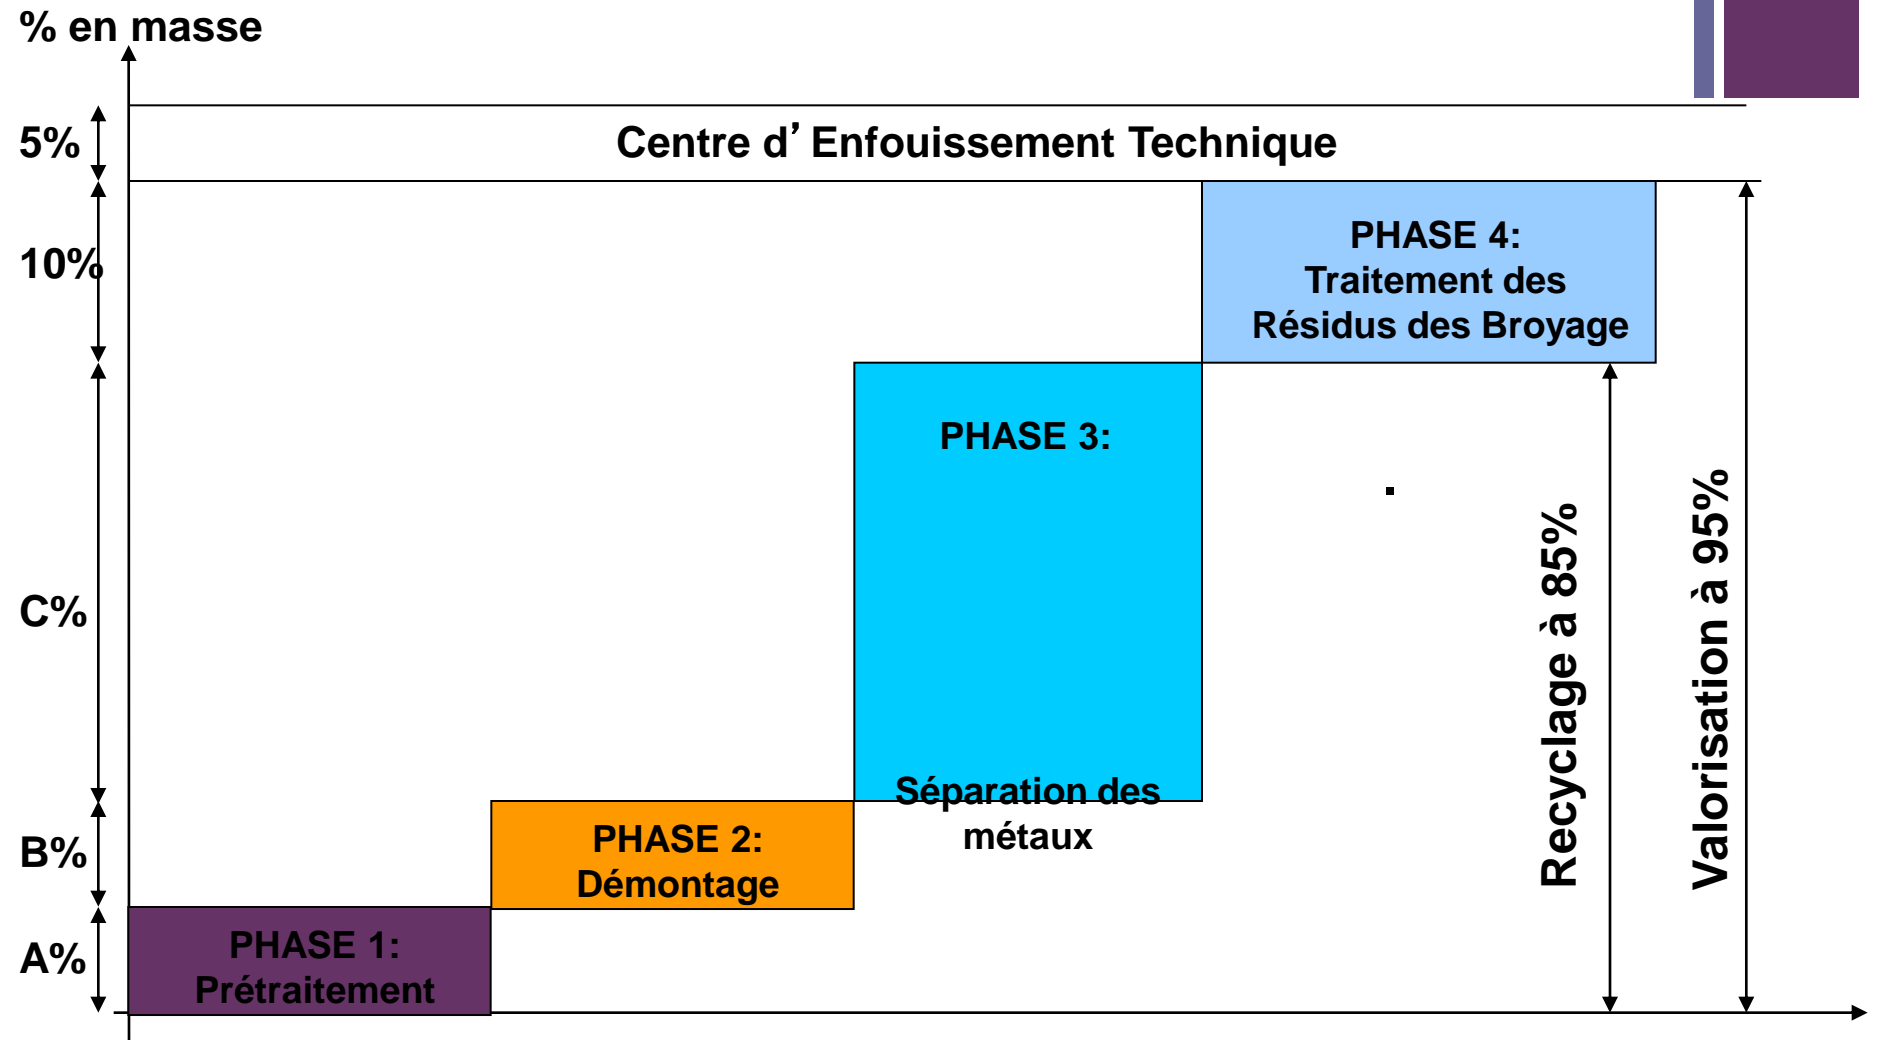 % en masse
5%
Centre d’ Enfouissement Technique
10%
PHASE 4:
Traitement des
Résidus des Broyage
PHASE 3:
C%
Séparation des
métaux
Recyclage à 85%
Valorisation à 95%
B%
PHASE 2:
Démontage
A%
PHASE 1:
Prétraitement